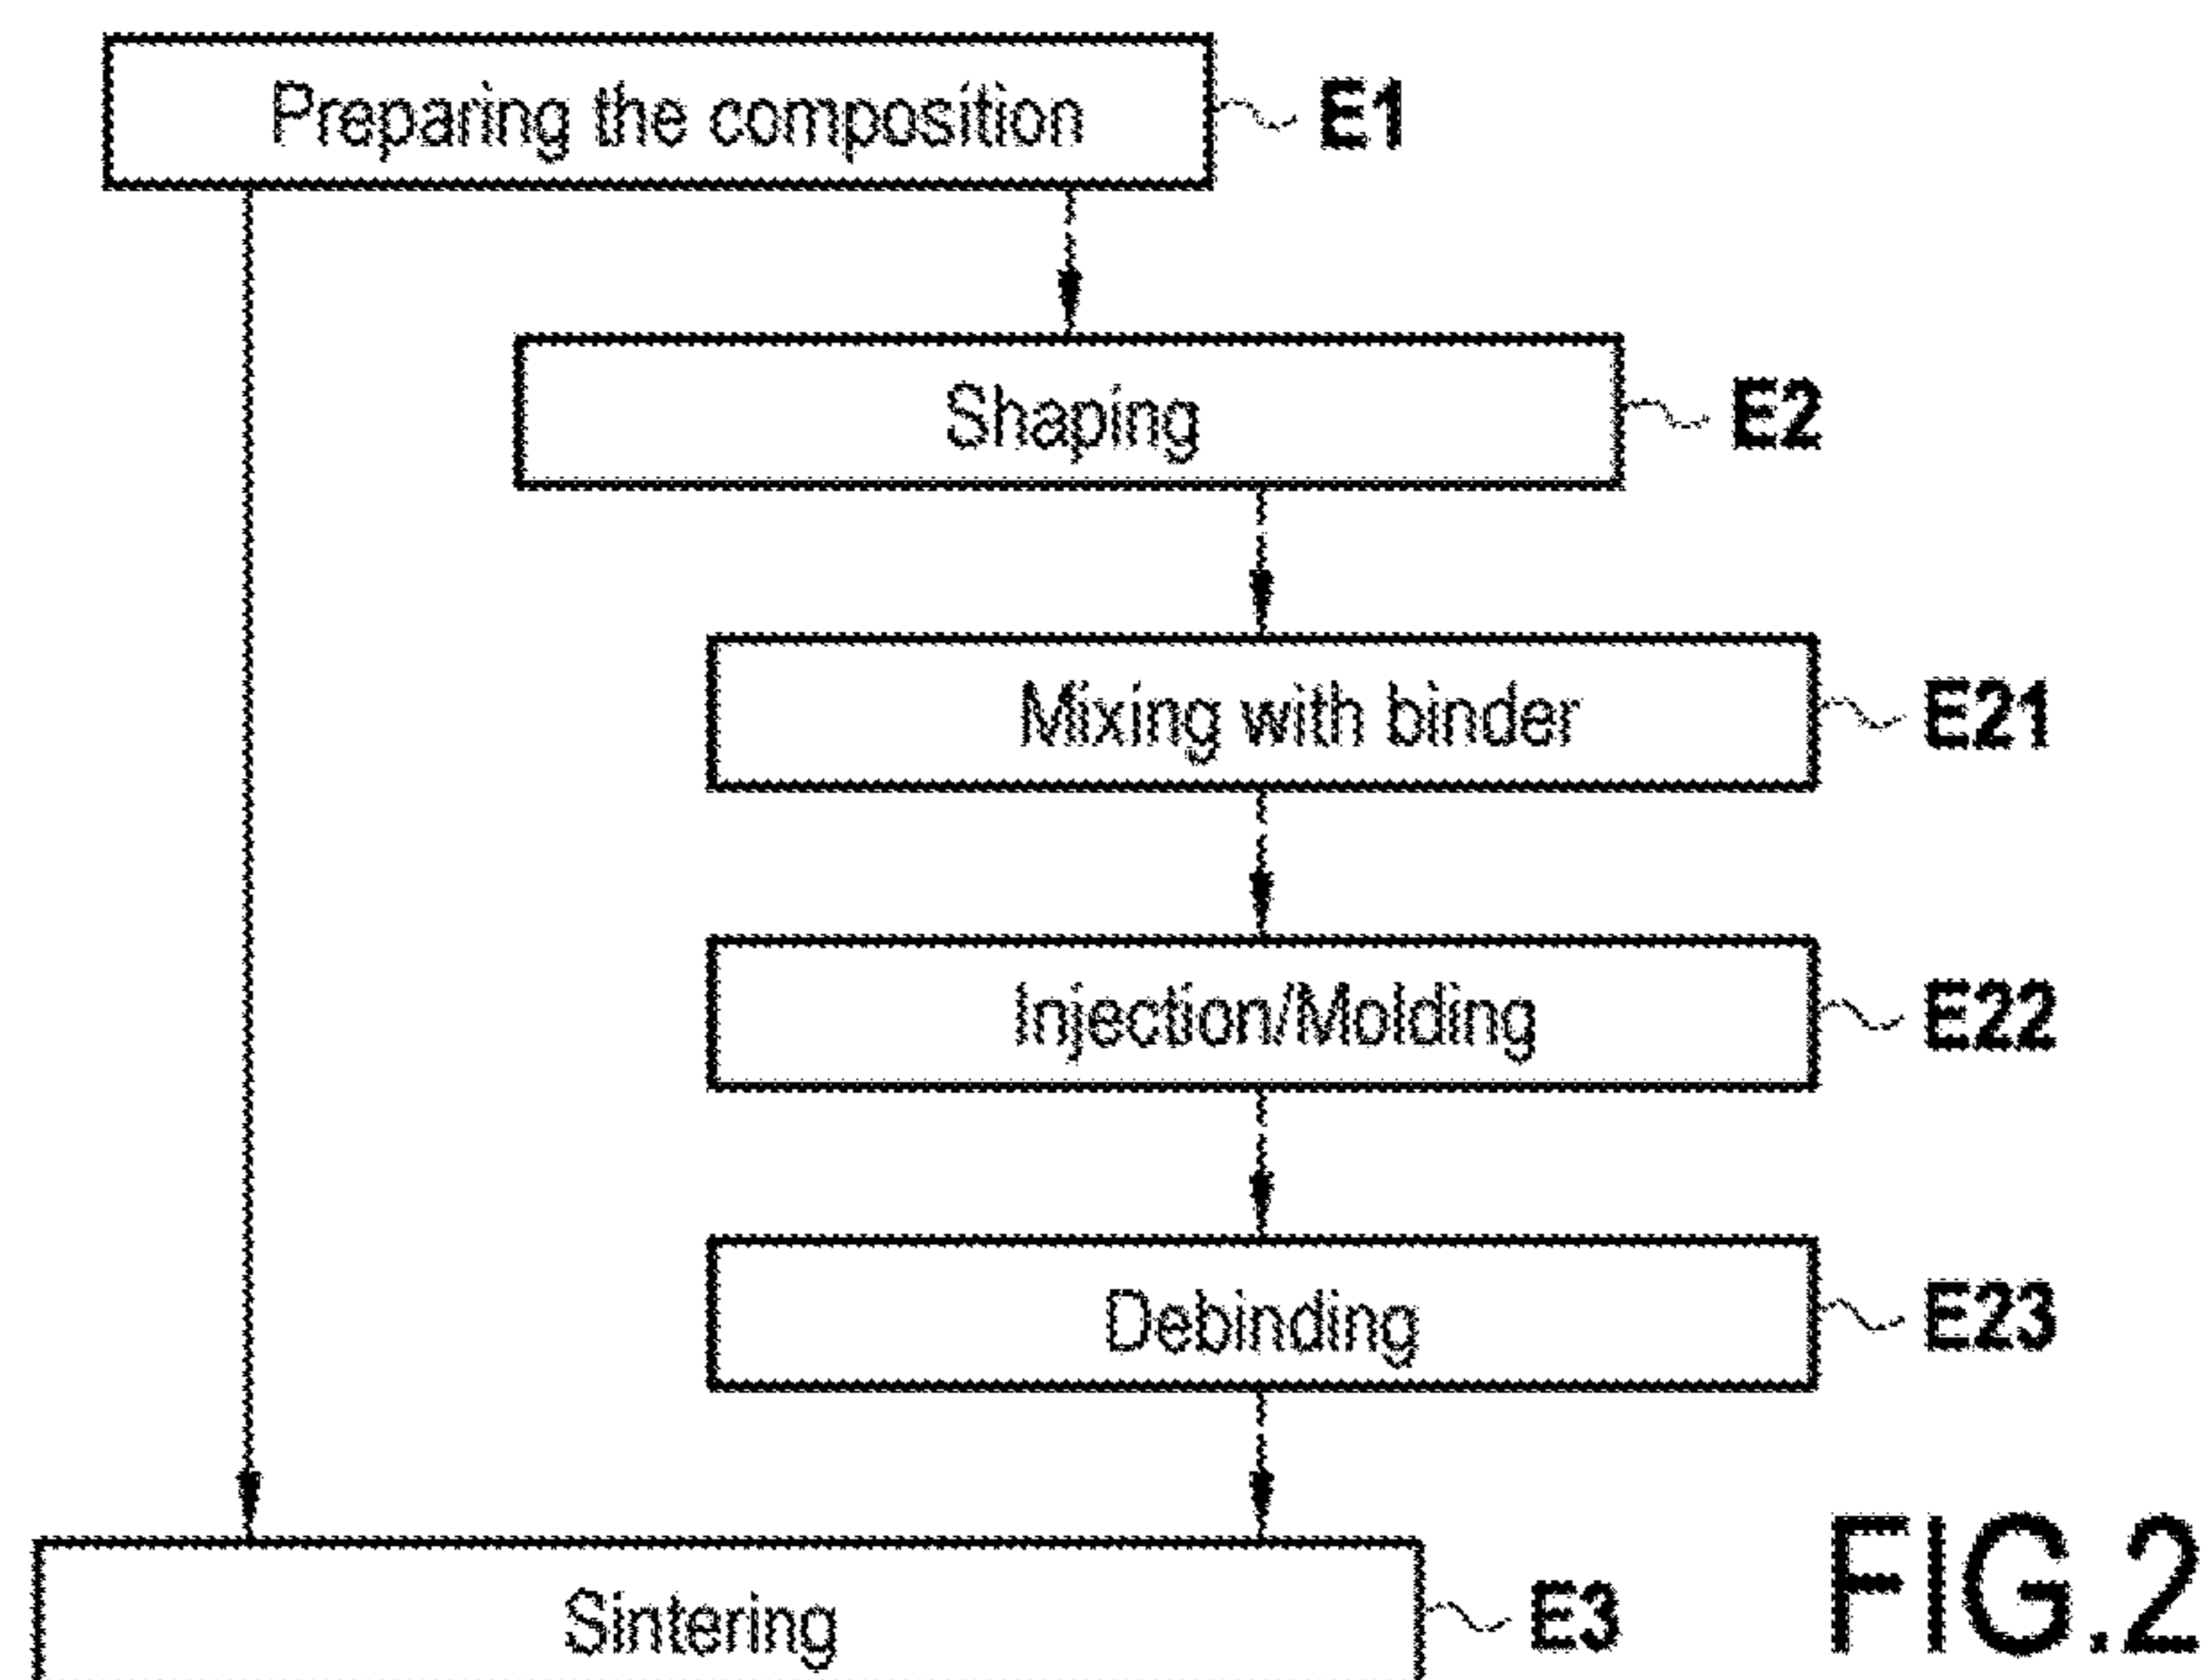 Preparing the composition E1
Shaping E2
Mixing with binder E21
Injection/Molding E22
Debinding E23
Sintering E3
FIG.2